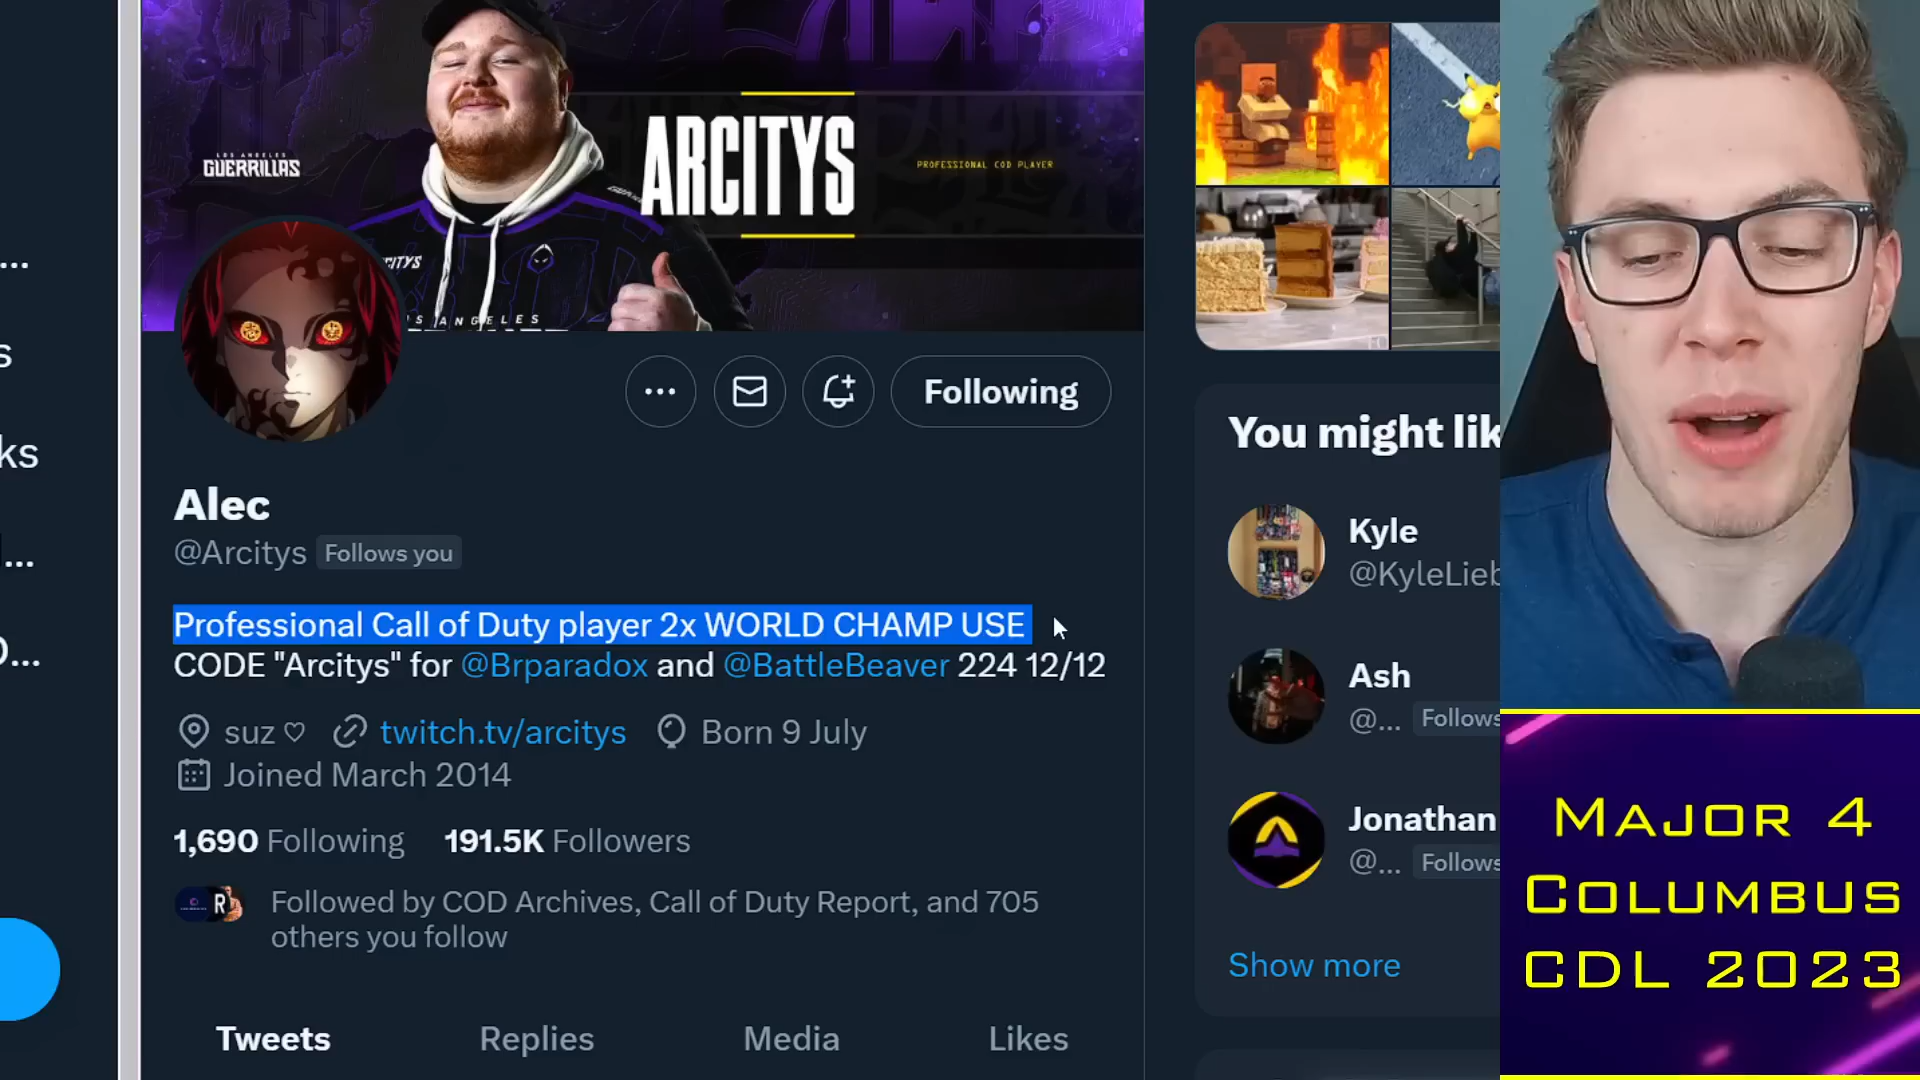 ...
s
ks
...
...
LOS ANGELES
GUERRILLAS
ARCITYS
PROFESSIONAL COD PLAYER
Following
Alec
@Arcitys Follows you
Professional Call of Duty player 2x WORLD CHAMP USE
CODE "Arcitys" for @Brparadox and @BattleBeaver 224 12/12
suz ♡ twitch.tv/arcitys Born 9 July
Joined March 2014
1,690 Following 191.5K Followers
R
Followed by COD Archives, Call of Duty Report, and 705
others you follow
Tweets Replies Media Likes
You might lik
Kyle
@KyleLieb
Ash
@... Follows
Jonathan
@... Follows
Show more
MAJOR 4
COLUMBUS
CDL 2023